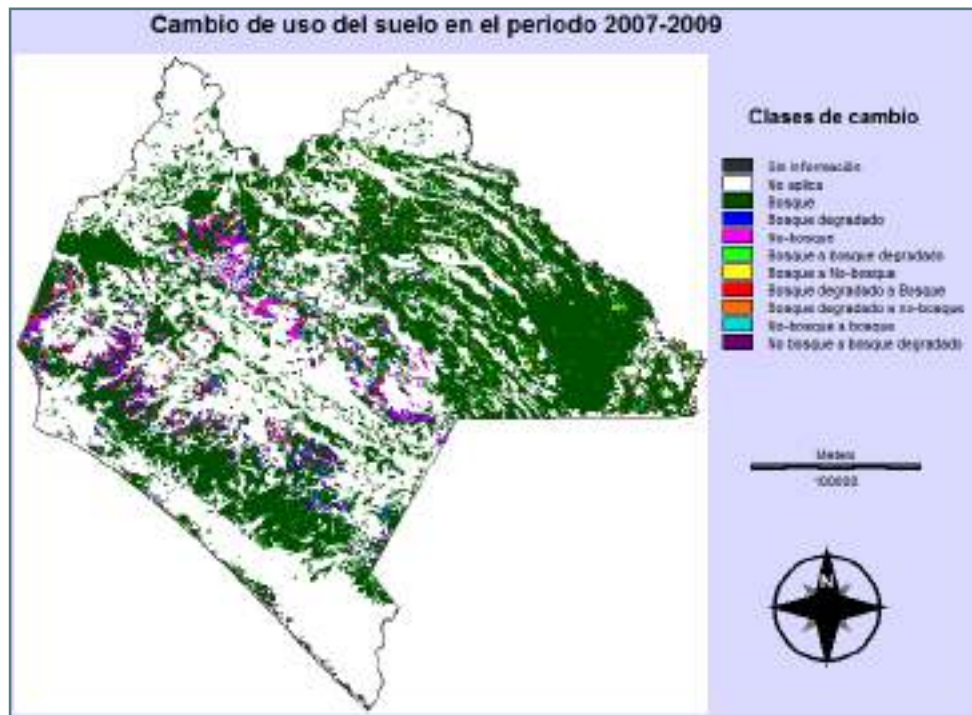 Cambio de uso del suelo en el periodo 2007-2009
Clases de cambio
Sin información
No aplica
Bosque
Bosque degradado
No-bosque
Bosque a bosque degradado
Bosque a No-bosque
Bosque degradado a Bosque
Bosque degradado a no-bosque
No-bosque a bosque
No bosque a bosque degradado
Meters
100000
N